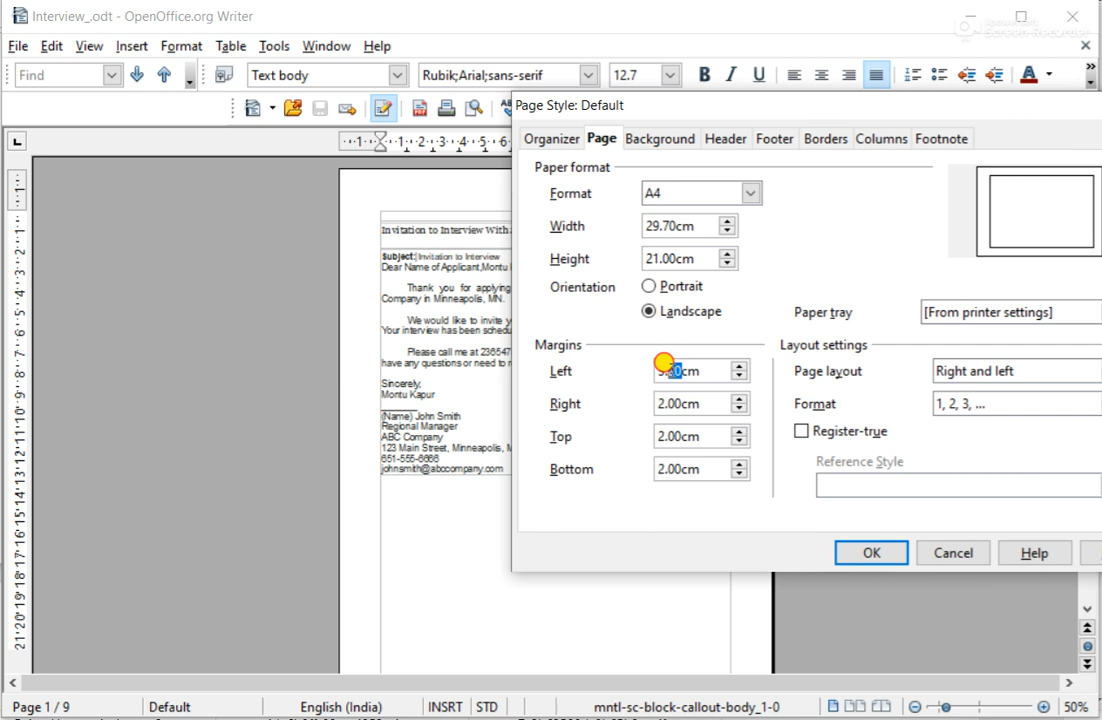 Interview_.odt - OpenOffice.org Writer
Screen Recorder
File Edit View Insert Format Table Tools Window Help
Find Text body Rubik;Arial;sans-serif 12.7 B I U A
Page Style: Default
Organizer Page Background Header Footer Borders Columns Footnote
Paper format
Format A4
Width 29.70cm
Height 21.00cm
Orientation Portrait
Landscape
Paper tray [From printer settings]
Margins
Left
Right 2.00cm
Top 2.00cm
Bottom 2.00cm
Layout settings
Page layout Right and left
Format 1, 2, 3, ...
Register-true
Reference Style
OK Cancel Help
Invitation to Interview With
Subject: Invitation to Interview
Dear Name of Applicant,Montu
Thank you for applying
Company in Minneapolis, MN.
We would like to invite
Your interview has been
Please call me at 236547
have any questions or need to
Sincerely,
Montu Kapur
(Name) John Smith
Regional Manager
ABC Company
123 Main Street, Minneapolis,
651-555-6666
johnsmith@abccompany.com
Page 1 / 9 Default English (India) INSRT STD mntl-sc-block-callout-body_1-0 50%